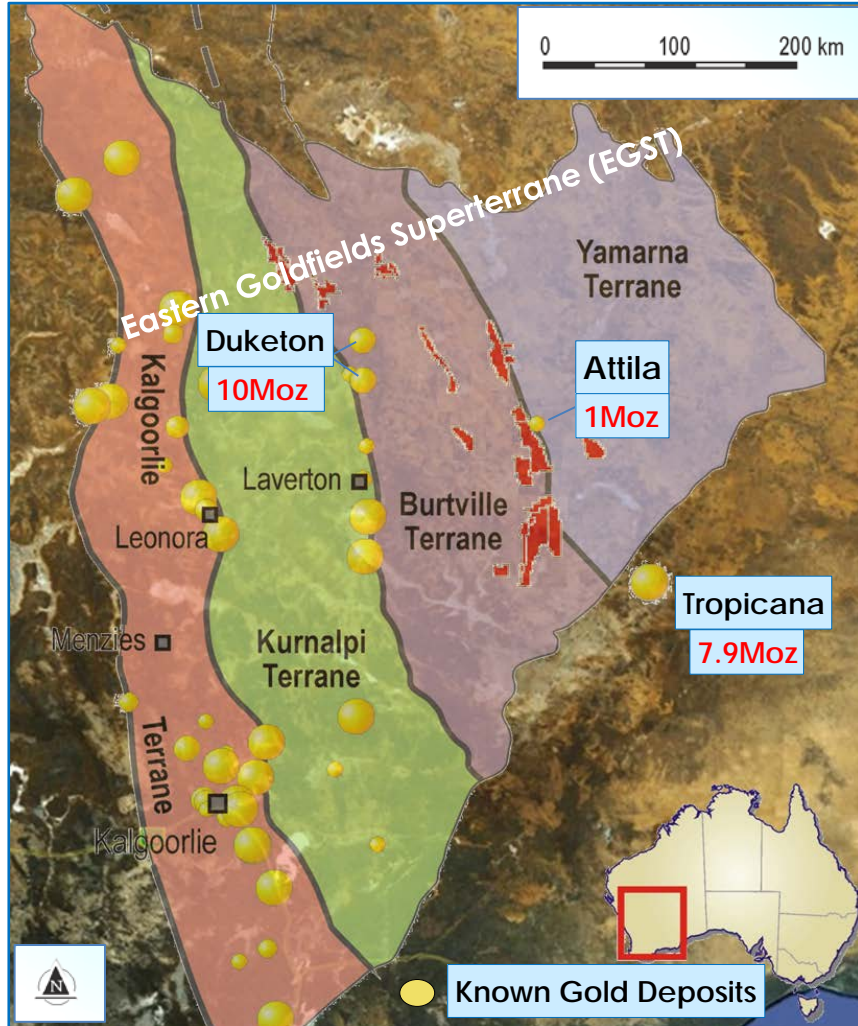 0 100 200 km
Eastern Goldfields Superterrane (EGST)
Yamarna
Terrane
Duketon
10Moz
Kalgoorlie
Attila
1Moz
Laverton
Burtville
Terrane
Leonora
Tropicana
7.9Moz
Menzies
Kurnalpi
Terrane
Terrane
Kalgoorlie
N
Known Gold Deposits